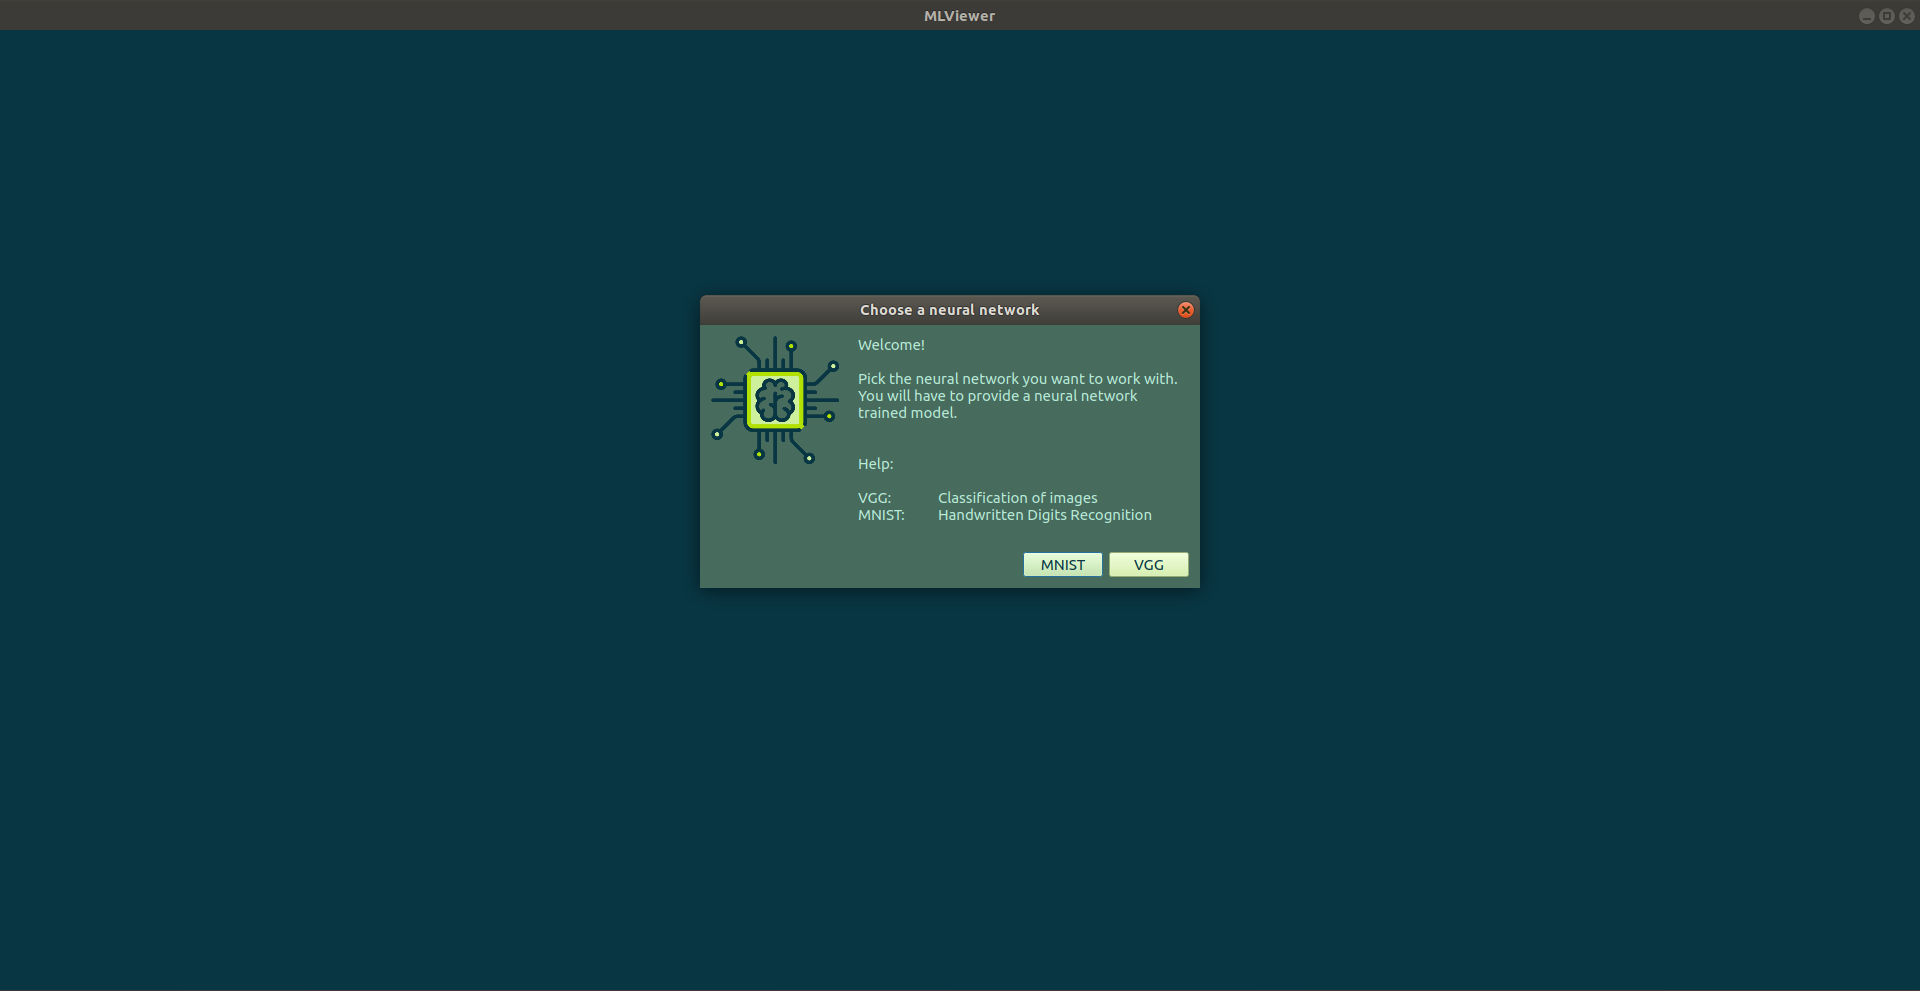 MLViewer
Choose a neural network
Welcome!
Pick the neural network you want to work with.
You will have to provide a neural network
trained model.
Help:
VGG: Classification of images
MNIST: Handwritten Digits Recognition
MNIST VGG